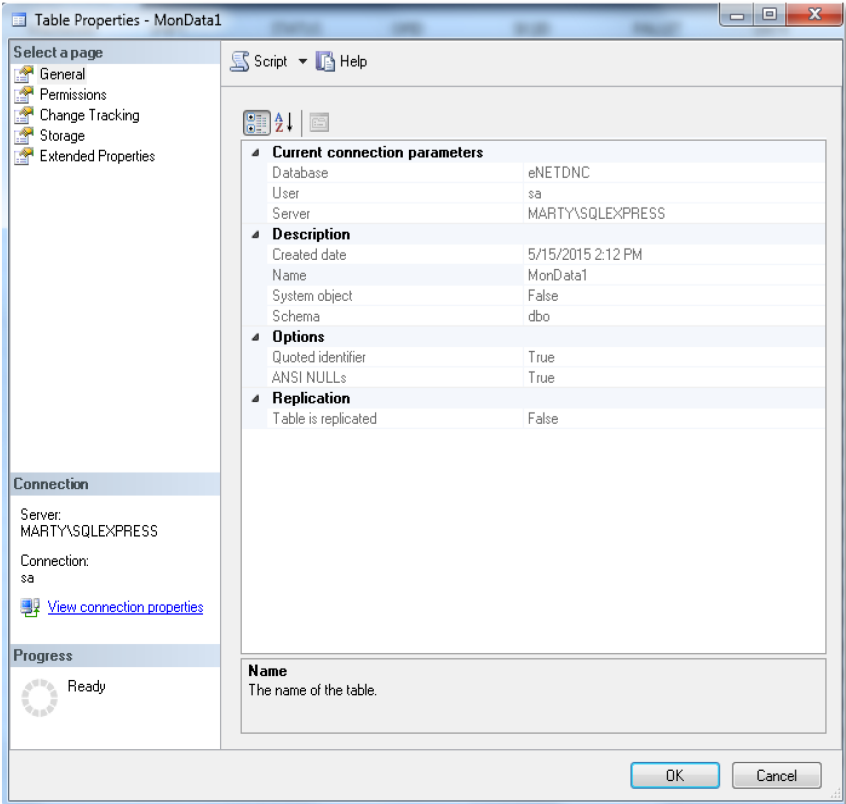 Table Properties - MonData1
Select a page
General
Permissions
Change Tracking
Storage
Extended Properties
Script Help
Current connection parameters
Database eNETDNC
User sa
Server MARTY\SQLEXPRESS
Description
Created date 5/15/2015 2:12 PM
Name MonData1
System object False
Schema dbo
Options
Quoted identifier True
ANSI NULLs True
Replication
Table is replicated False
Connection
Server:
MARTY\SQLEXPRESS
Connection:
sa
View connection properties
Progress
Ready
Name
The name of the table.
OK Cancel